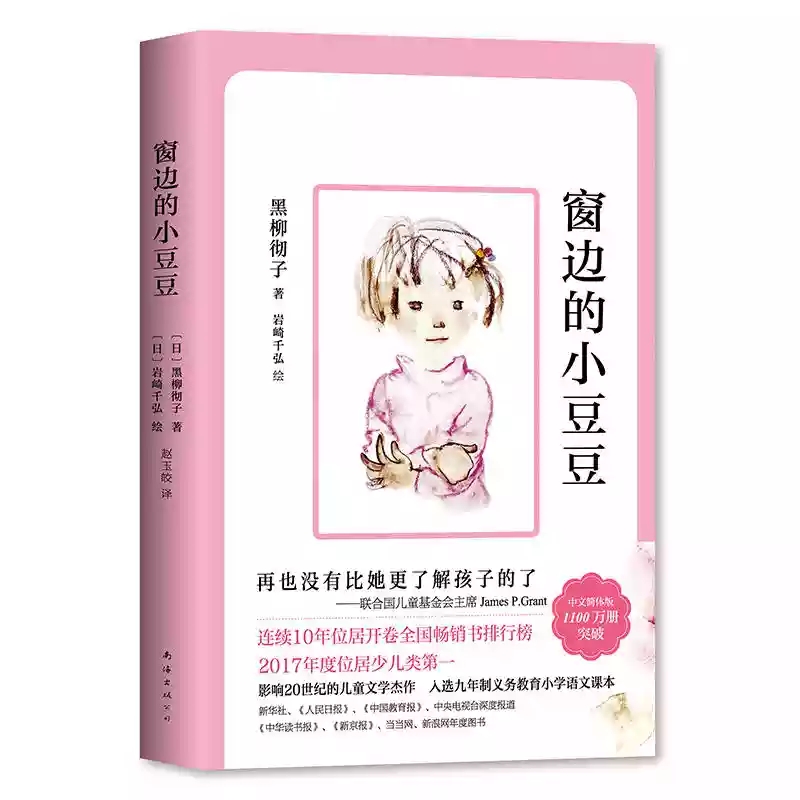 窗边的小豆豆
〔日〕黑柳彻子 著
〔日〕岩崎千弘 绘
赵玉皎 译
南海出版公司
窗边的小豆豆
黑柳彻子 著
岩崎千弘 绘
再也没有比她更了解孩子的了
——联合国儿童基金会主席 James P.Grant
连续10年位居开卷全国畅销书排行榜
2017年度位居少儿类第一
影响20世纪的儿童文学杰作 入选九年制义务教育小学语文课本
新华社、《人民日报》、《中国教育报》、中央电视台深度报道
《中华读书报》、《新京报》、当当网、新浪网年度图书
中文简体版
1100万册
突破